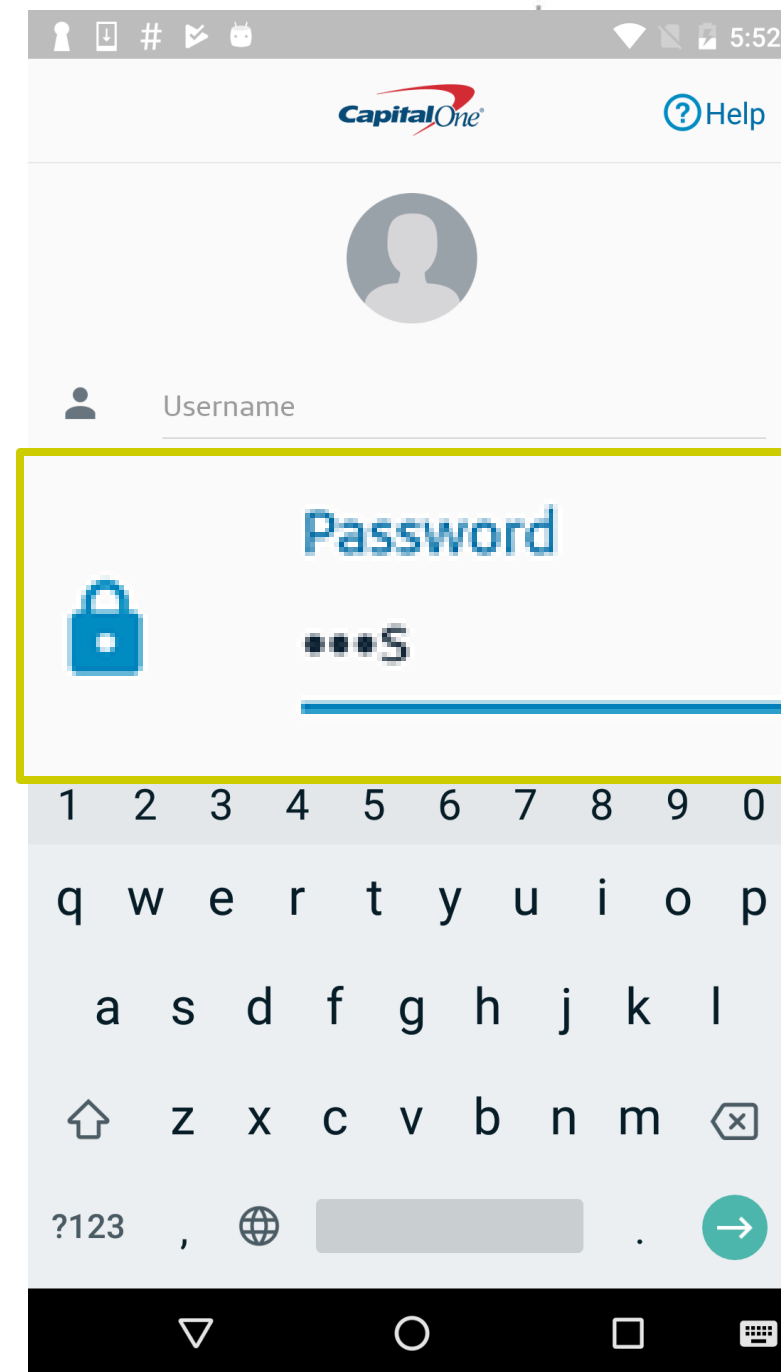 5:52
CapitalOne®
?Help
Username
Password
•••S
1 2 3 4 5 6 7 8 9 0
q w e r t y u i o p
a s d f g h j k l
z x c v b n m
?123 , .